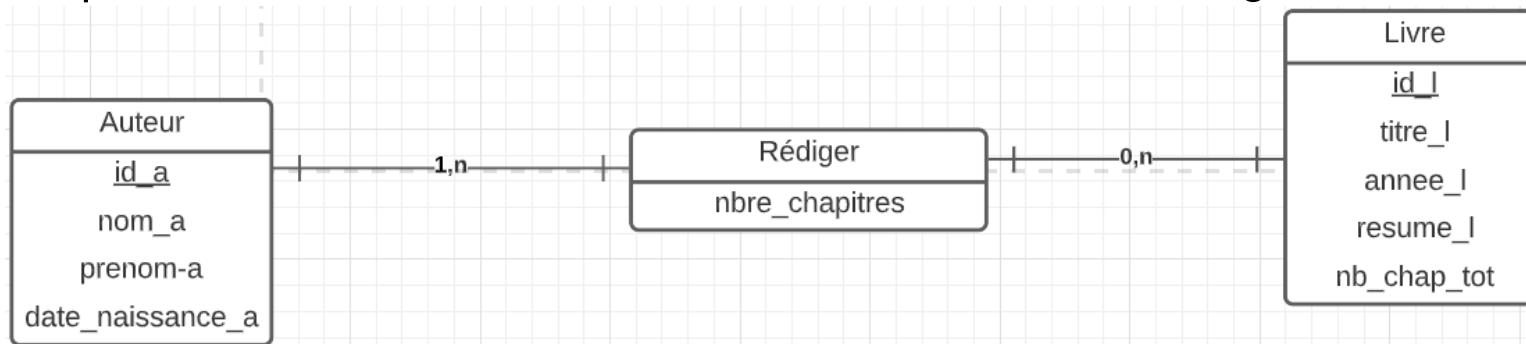 Auteur
id_a
nom_a
prenom-a
date_naissance_a
1,n
Rédiger
nbre_chapitres
0,n
Livre
id_l
titre_l
annee_l
resume_l
nb_chap_tot